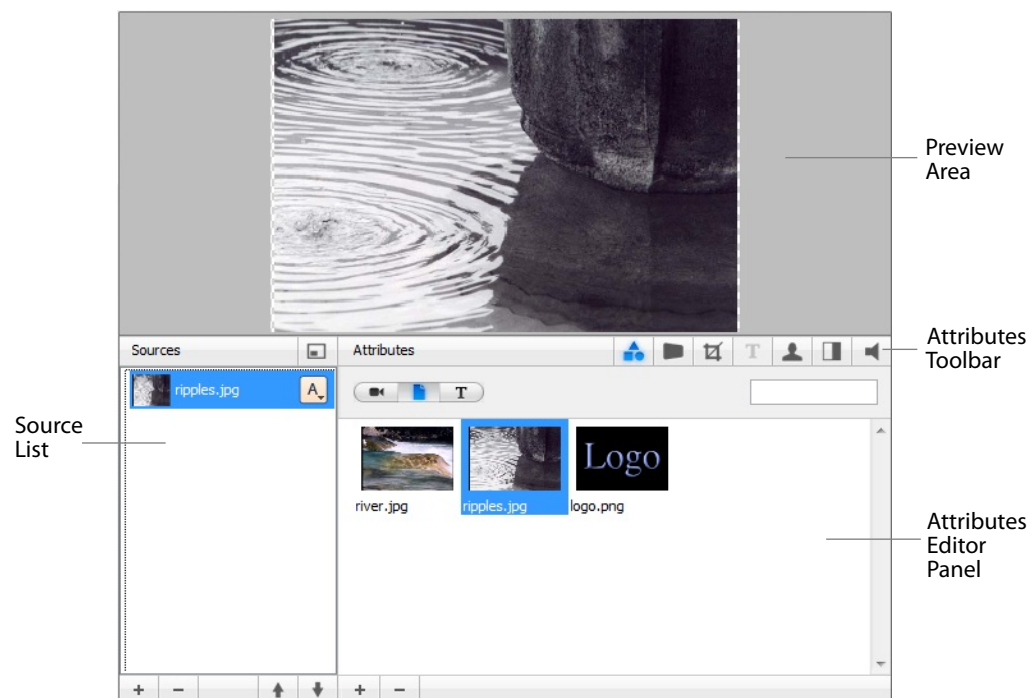 Preview
Area
Sources
Attributes
T
Attributes
Toolbar
ripples.jpg
A
T
Source
List
Logo
river.jpg
ripples.jpg
logo.png
Attributes
Editor
Panel